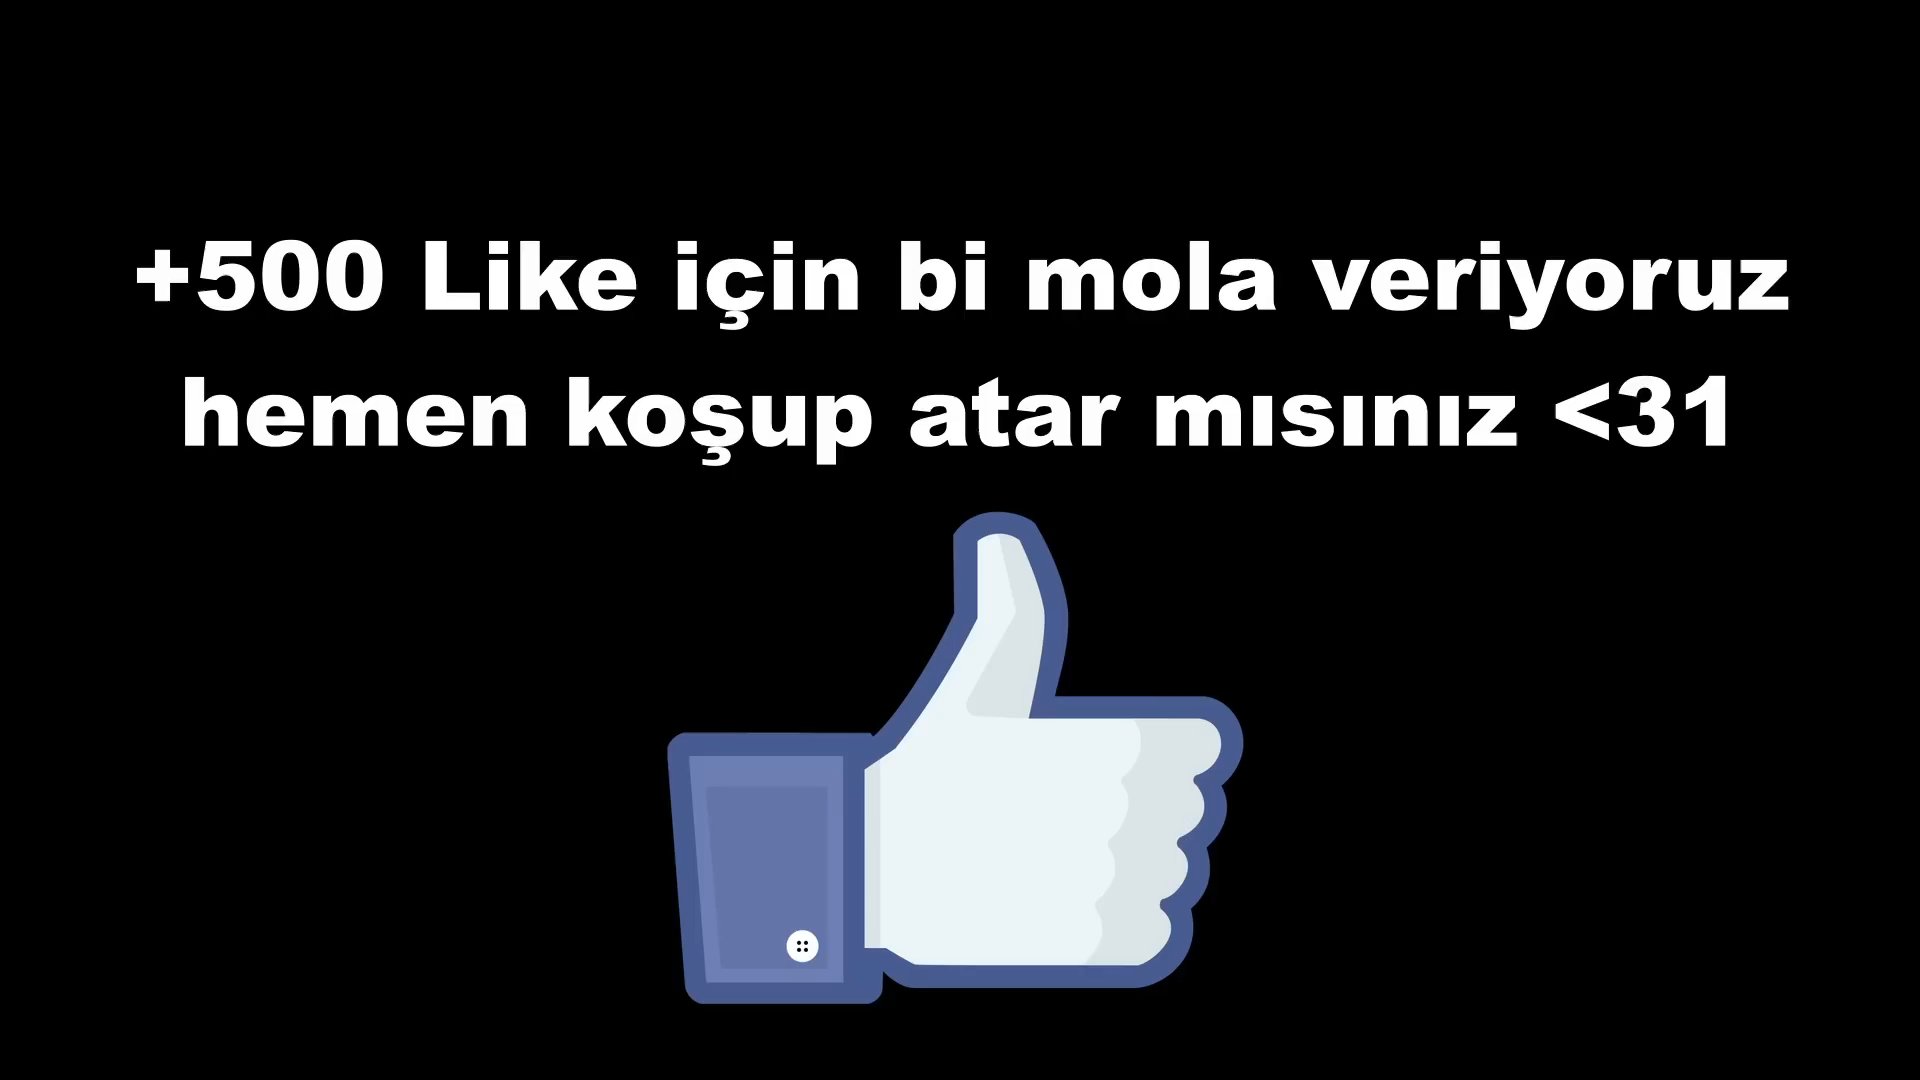 +500 Like için bi mola veriyoruz
hemen koşup atar mısınız <31